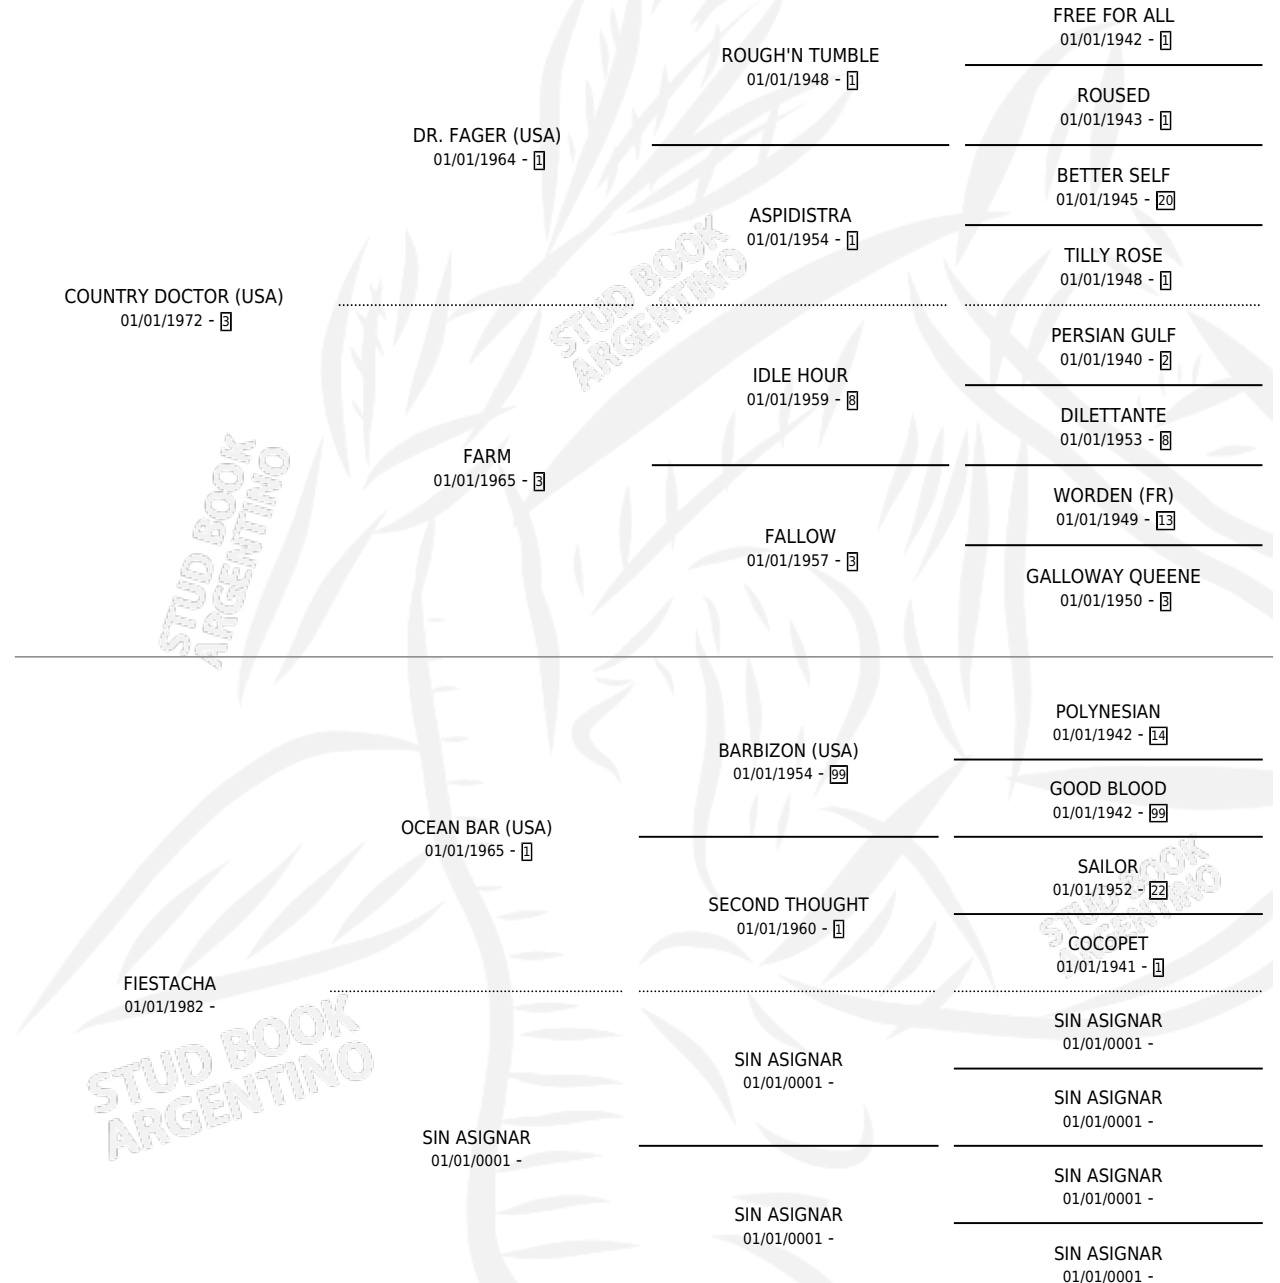 FREE FOR ALL
01/01/1942 - 1
ROUGH'N TUMBLE
01/01/1948 - 1
ROUSED
01/01/1943 - 1
DR. FAGER (USA)
01/01/1964 - 1
BETTER SELF
01/01/1945 - 20
ASPIDISTRA
01/01/1954 - 1
TILLY ROSE
01/01/1948 - 1
COUNTRY DOCTOR (USA)
01/01/1972 - 3
PERSIAN GULF
01/01/1940 - 2
IDLE HOUR
01/01/1959 - 8
DILETTANTE
01/01/1953 - 8
FARM
01/01/1965 - 3
WORDEN (FR)
01/01/1949 - 13
FALLOW
01/01/1957 - 3
GALLOWAY QUEENE
01/01/1950 - 3
POLYNESIAN
01/01/1942 - 14
BARBIZON (USA)
01/01/1954 - 99
GOOD BLOOD
01/01/1942 - 99
OCEAN BAR (USA)
01/01/1965 - 1
SAILOR
01/01/1952 - 22
SECOND THOUGHT
01/01/1960 - 1
COCOPET
01/01/1941 - 1
FIESTACHA
01/01/1982 -
SIN ASIGNAR
01/01/0001 -
SIN ASIGNAR
01/01/0001 -
SIN ASIGNAR
01/01/0001 -
SIN ASIGNAR
01/01/0001 -
SIN ASIGNAR
01/01/0001 -
SIN ASIGNAR
01/01/0001 -
SIN ASIGNAR
01/01/0001 -
STUD BOOK
ARGENTINO
STUD BOOK
ARGENTINO
STUD BOOK
ARGENTINO
STUD BOOK
ARGENTINO